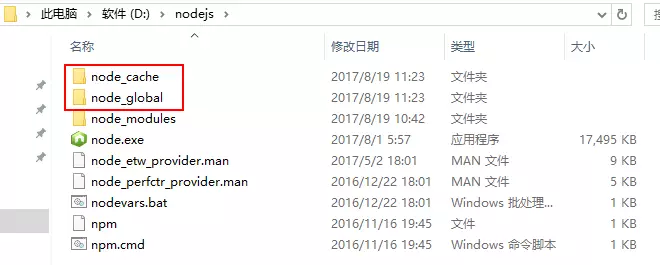 此电脑 › 软件 (D:) › nodejs ›
名称 修改日期 类型 大小
node_cache 2017/8/19 11:23 文件夹
node_global 2017/8/19 11:23 文件夹
node_modules 2017/8/19 10:42 文件夹
node.exe 2017/8/1 5:57 应用程序 17,495 KB
node_etw_provider.man 2017/5/2 18:01 MAN 文件 9 KB
node_perfctr_provider.man 2016/12/22 18:01 MAN 文件 5 KB
nodevars.bat 2016/12/22 18:01 Windows 批处理... 1 KB
npm 2016/11/16 19:45 文件 1 KB
npm.cmd 2016/11/16 19:45 Windows 命令脚本 1 KB